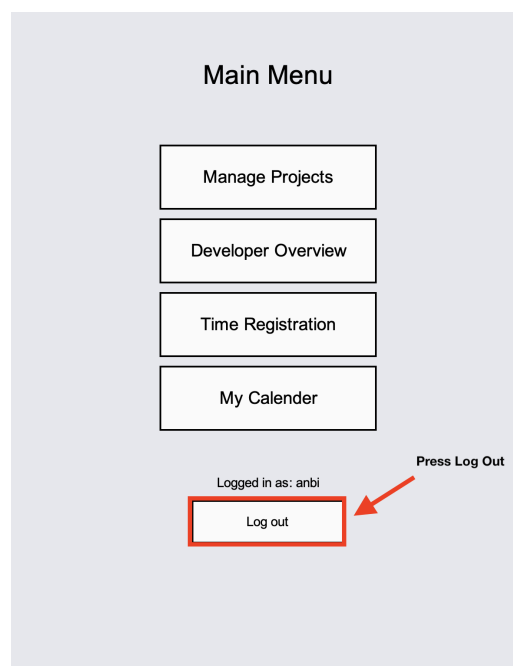 Main Menu
Manage Projects
Developer Overview
Time Registration
My Calender
Press Log Out
Logged in as: anbi
Log out